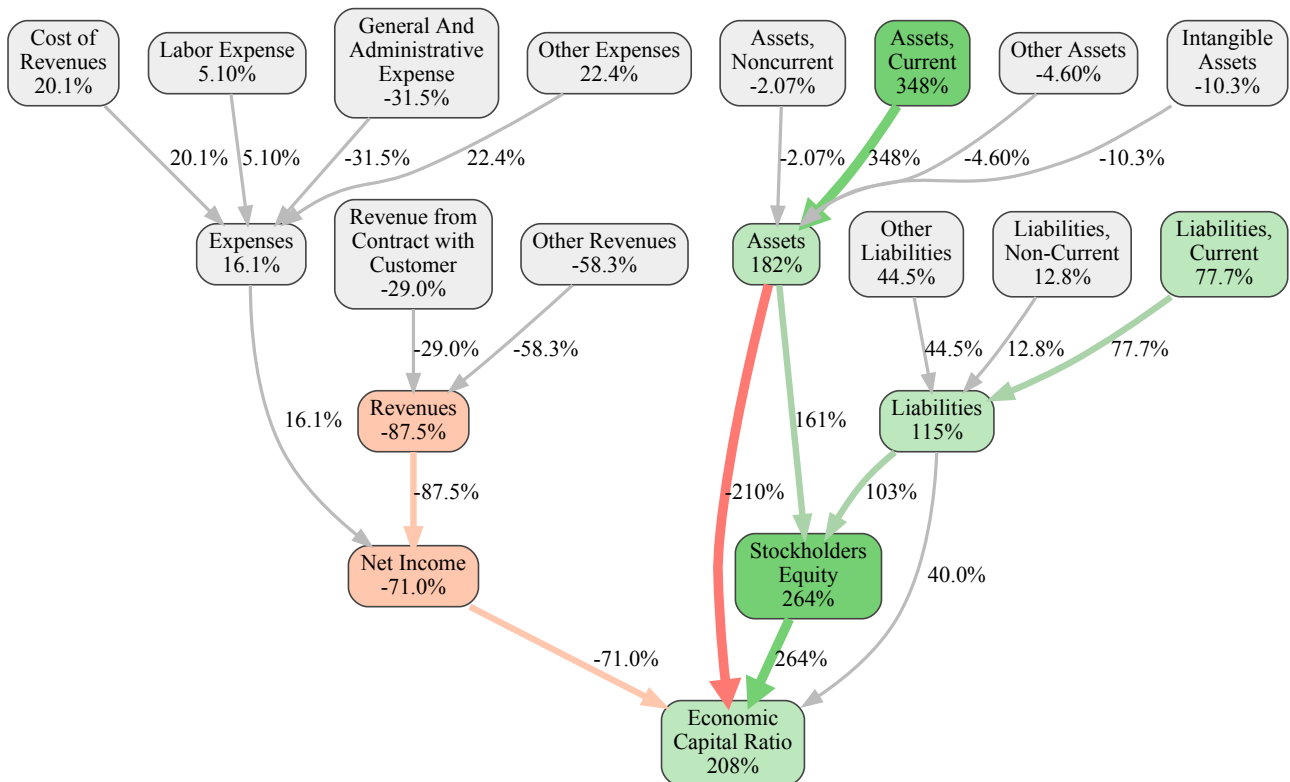 Cost of
Revenues
20.1%
Labor Expense
5.10%
General And
Administrative
Expense
-31.5%
Other Expenses
22.4%
Assets,
Noncurrent
-2.07%
Assets,
Current
348%
Other Assets
-4.60%
Intangible
Assets
-10.3%
20.1%
5.10%
-31.5%
22.4%
-2.07%
348%
-4.60%
-10.3%
Expenses
16.1%
Revenue from
Contract with
Customer
-29.0%
Other Revenues
-58.3%
Assets
182%
Other
Liabilities
44.5%
Liabilities,
Non-Current
12.8%
Liabilities,
Current
77.7%
-29.0%
-58.3%
44.5%
12.8%
77.7%
16.1%
Revenues
-87.5%
161%
Liabilities
115%
-87.5%
-210%
103%
Net Income
-71.0%
Stockholders
Equity
264%
40.0%
-71.0%
264%
Economic
Capital Ratio
208%